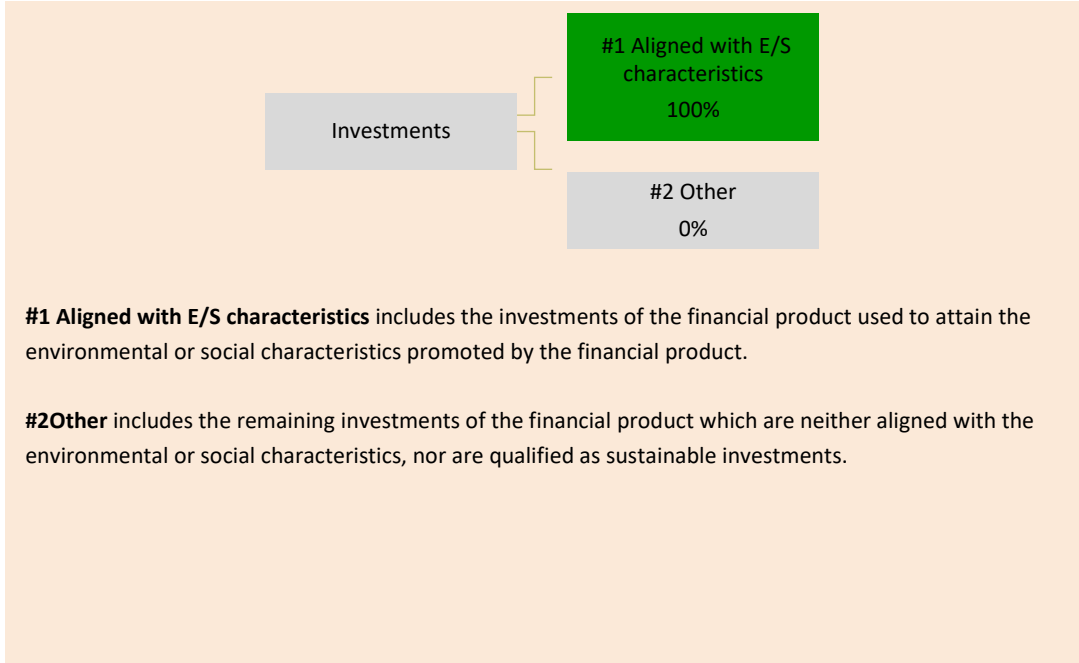 #1 Aligned with E/S
characteristics
100%
Investments
#2 Other
0%
#1 Aligned with E/S characteristics includes the investments of the financial product used to attain the
environmental or social characteristics promoted by the financial product.
#2Other includes the remaining investments of the financial product which are neither aligned with the
environmental or social characteristics, nor are qualified as sustainable investments.